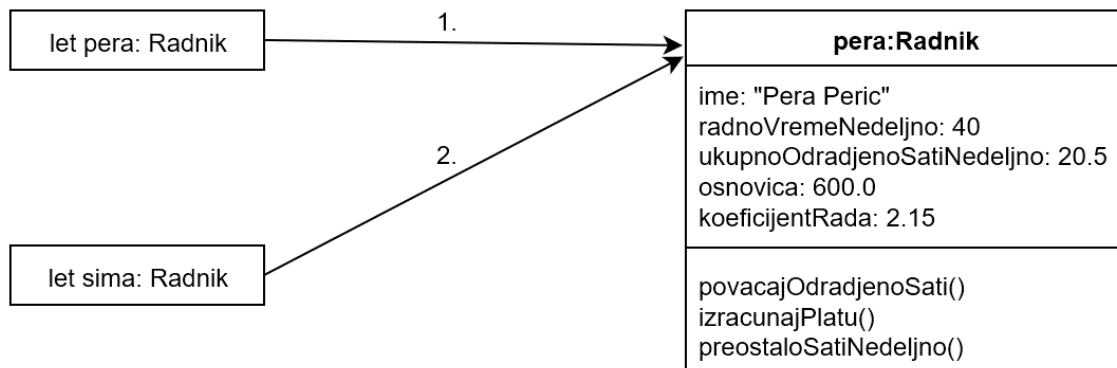 let pera: Radnik
1.
pera:Radnik
ime: "Pera Peric"
radnoVremeNedeljno: 40
ukupnoOdradjenoSatiNedeljno: 20.5
osnovica: 600.0
koeficijentRada: 2.15
2.
let sima: Radnik
povacajOdradjenoSati()
izracunajPlatu()
preostaloSatiNedeljno()